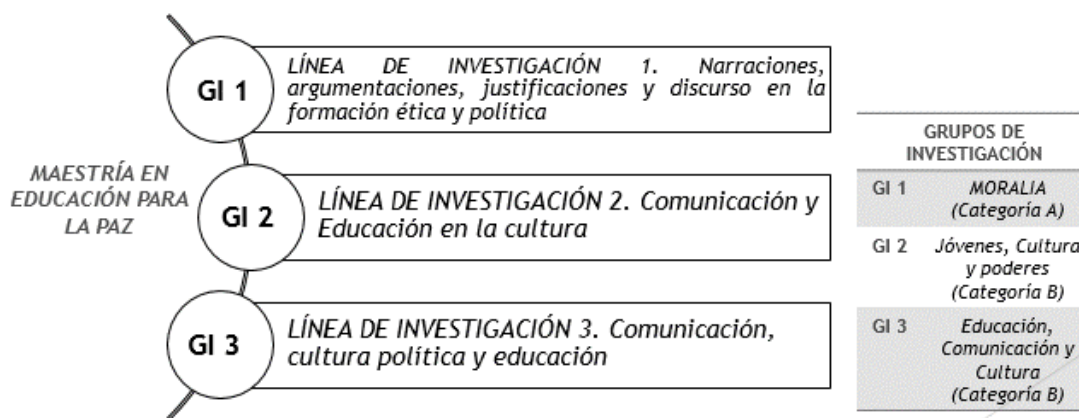 GI 1
LÍNEA DE INVESTIGACIÓN 1. Narraciones,
argumentaciones, justificaciones y discurso en la
formación ética y política
MAESTRÍA EN
EDUCACIÓN PARA
LA PAZ
GI 2
LÍNEA DE INVESTIGACIÓN 2. Comunicación y
Educación en la cultura
GI 3
LÍNEA DE INVESTIGACIÓN 3. Comunicación,
cultura política y educación
GRUPOS DE
INVESTIGACIÓN
GI 1 MORALIA
(Categoría A)
GI 2 Jóvenes, Cultura
y poderes
(Categoría B)
GI 3 Educación,
Comunicación y
Cultura
(Categoría B)